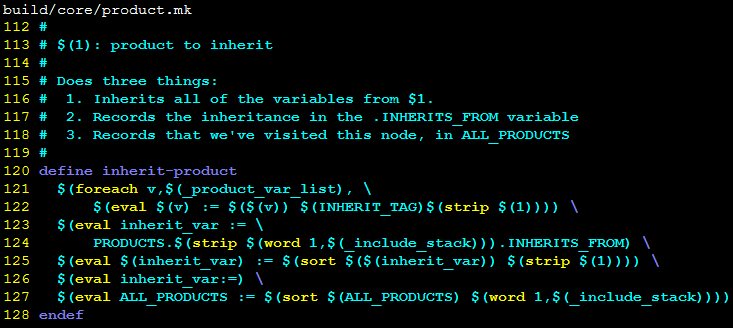 build/core/product.mk
112 #
113 # $(1): product to inherit
114 #
115 # Does three things:
116 #  1. Inherits all of the variables from $1.
117 #  2. Records the inheritance in the .INHERITS_FROM variable
118 #  3. Records that we've visited this node, in ALL_PRODUCTS
119 #
120 define inherit-product
121   $(foreach v,$(_product_var_list), \
122       $(eval $(v) := $($(v)) $(INHERIT_TAG)$(strip $(1)))) \
123   $(eval inherit_var := \
124       PRODUCTS.$(strip $(word 1,$(_include_stack))).INHERITS_FROM) \
125   $(eval $(inherit_var) := $(sort $($(inherit_var)) $(strip $(1)))) \
126   $(eval inherit_var:=) \
127   $(eval ALL_PRODUCTS := $(sort $(ALL_PRODUCTS) $(word 1,$(_include_stack))))
128 endef